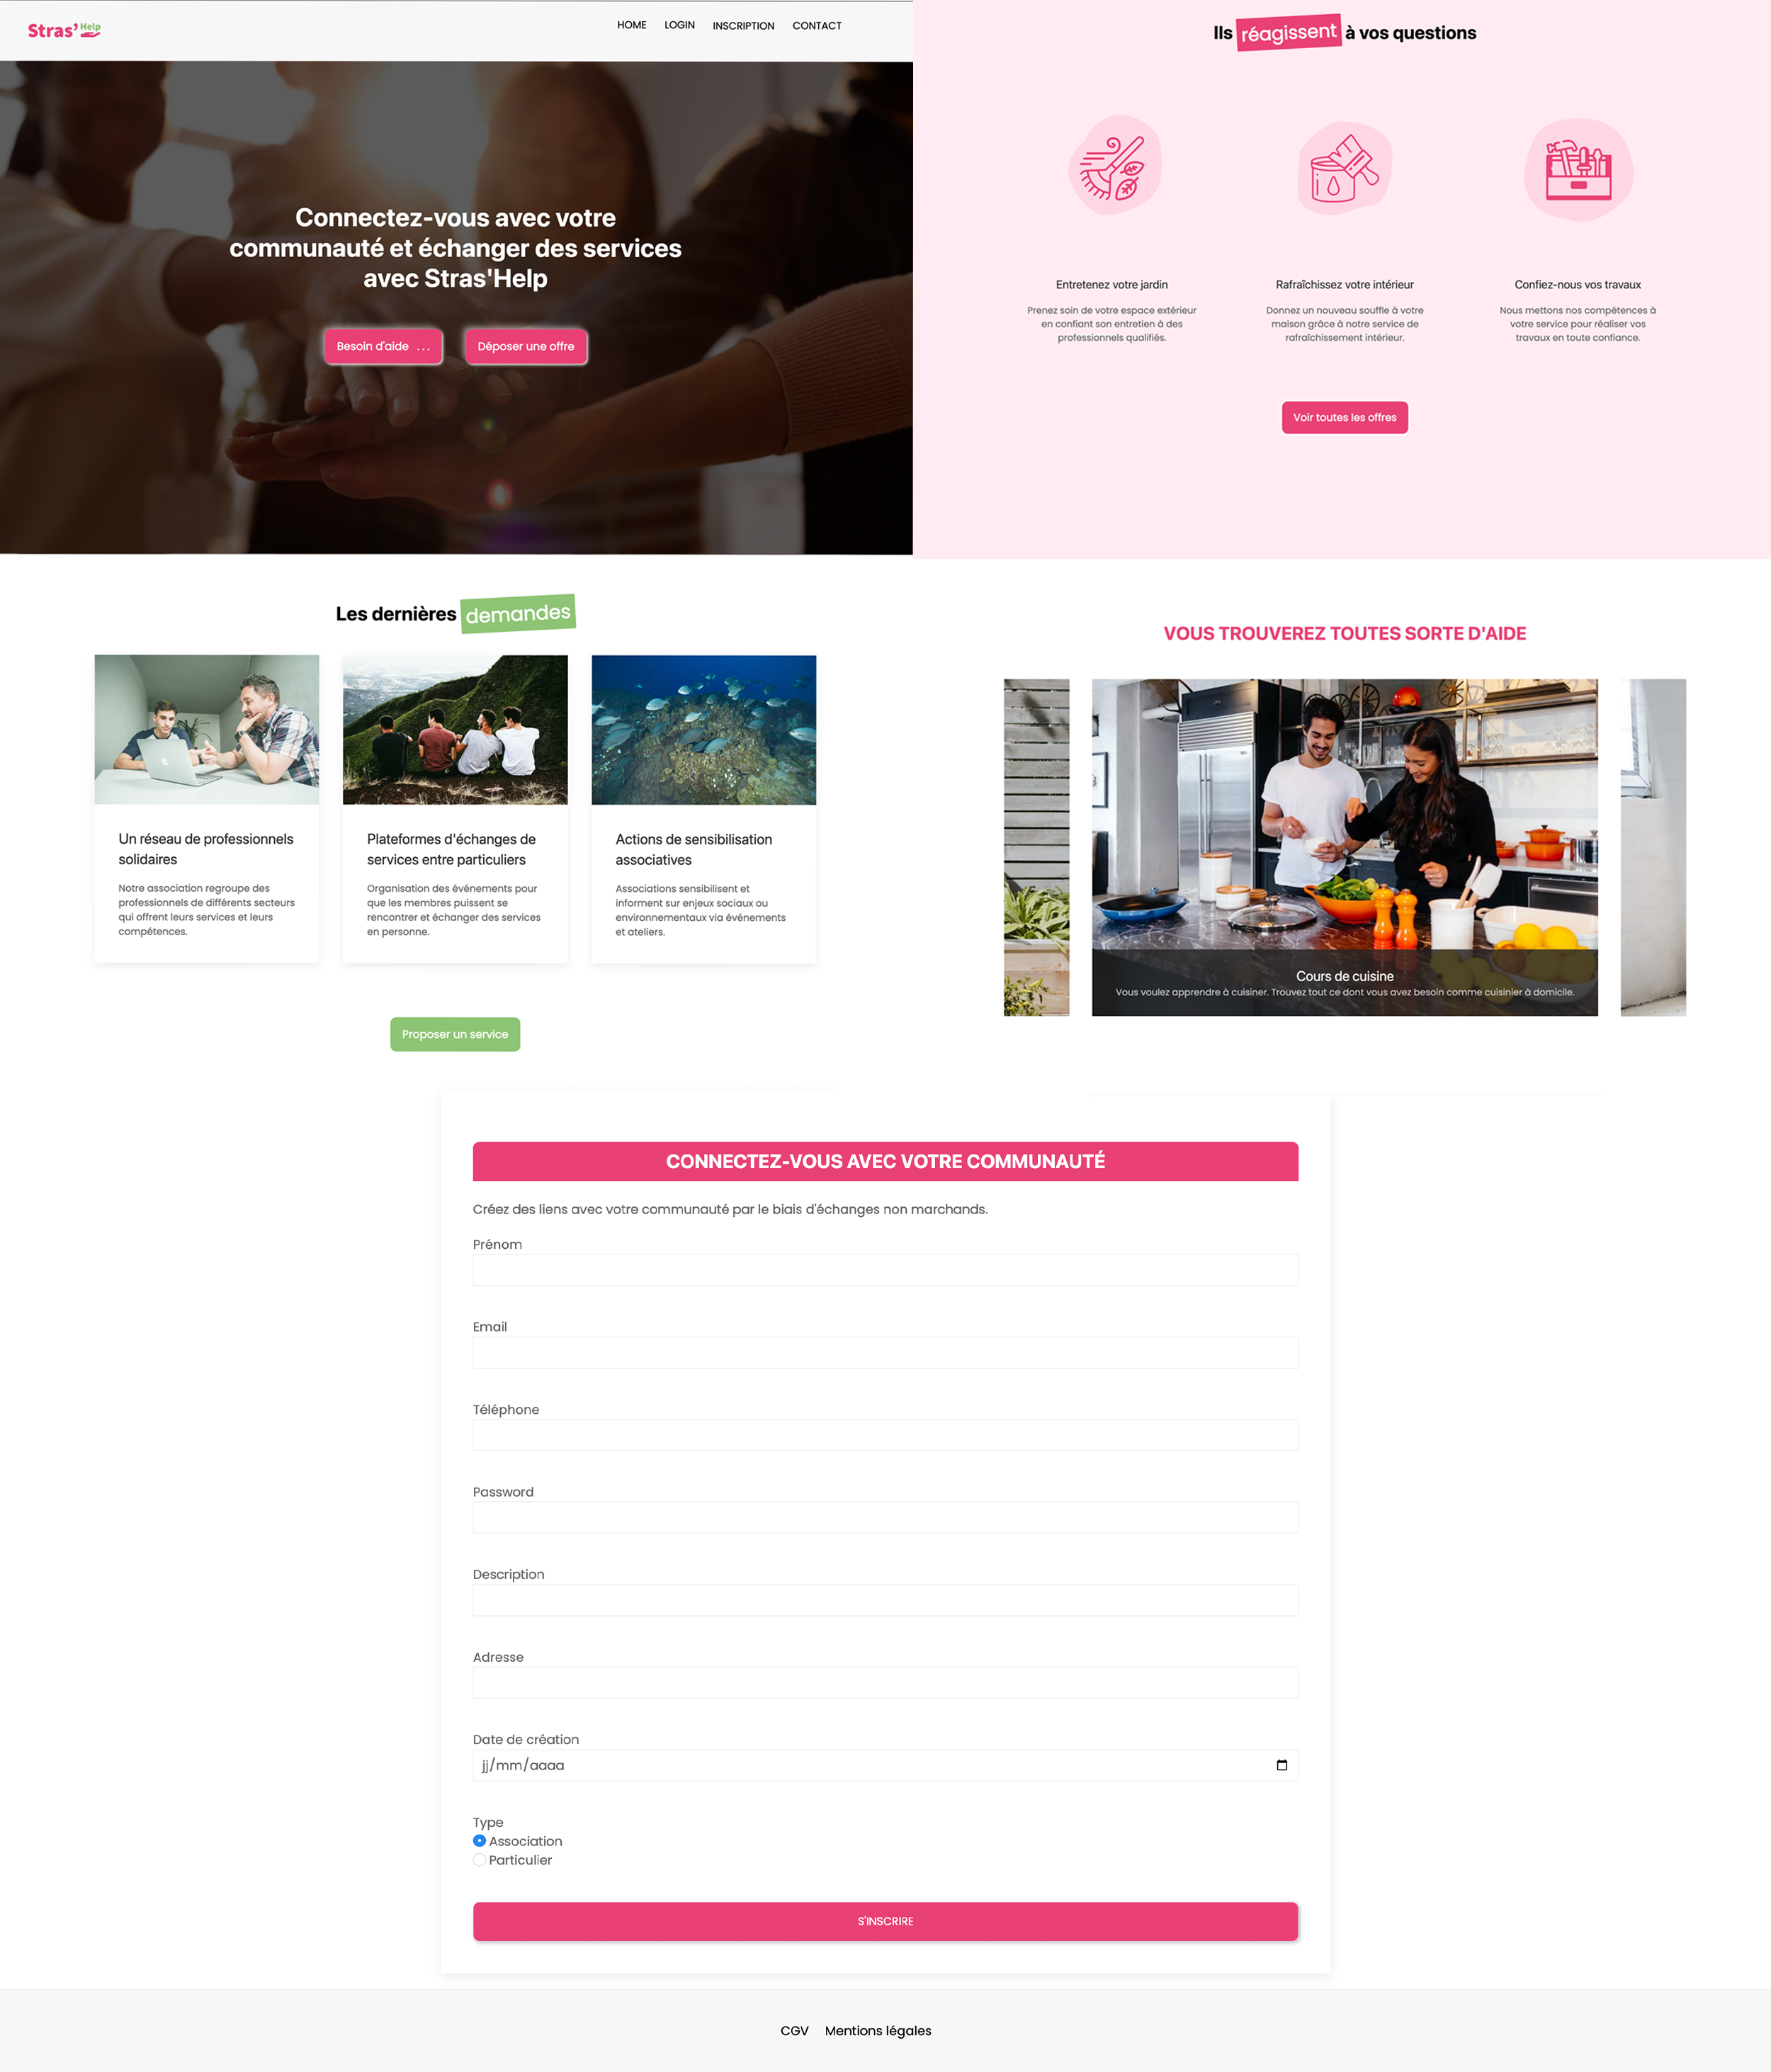 Stras' Help
HOME LOGIN INSCRIPTION CONTACT
Connectez-vous avec votre
communauté et échanger des services
avec Stras'Help
Besoin d'aide ...
Déposer une offre
Ils réagissent à vos questions
Entretenez votre jardin
Prenez soin de votre espace extérieur
en confiant son entretien à des
professionnels qualifiés.
Rafraîchissez votre intérieur
Donnez un nouveau souffle à votre
maison grâce à notre service de
rafraîchissement intérieur.
Confiez-nous vos travaux
Nous mettons nos compétences à
votre service pour réaliser vos
travaux en toute confiance.
Voir toutes les offres
Les dernières demandes
Un réseau de professionnels
solidaires
Notre association regroupe des
professionnels de différents secteurs
qui offrent leurs services et leurs
compétences.
Plateformes d'échanges de
services entre particuliers
Organisation des événements pour
que les membres puissent se
rencontrer et échanger des services
en personne.
Actions de sensibilisation
associatives
Associations sensibilisent et
informent sur enjeux sociaux ou
environnementaux via événements
et ateliers.
Proposer un service
VOUS TROUVEREZ TOUTES SORTE D'AIDE
Cours de cuisine
Vous voulez apprendre à cuisiner. Trouvez tout ce dont vous avez besoin comme cuisinier à domicile.
CONNECTEZ-VOUS AVEC VOTRE COMMUNAUTÉ
Créez des liens avec votre communauté par le biais d'échanges non marchands.
Prénom
Email
Téléphone
Password
Description
Adresse
Date de création
jj/mm/aaaa
Type
Association
Particulier
S'INSCRIRE
CGV Mentions légales